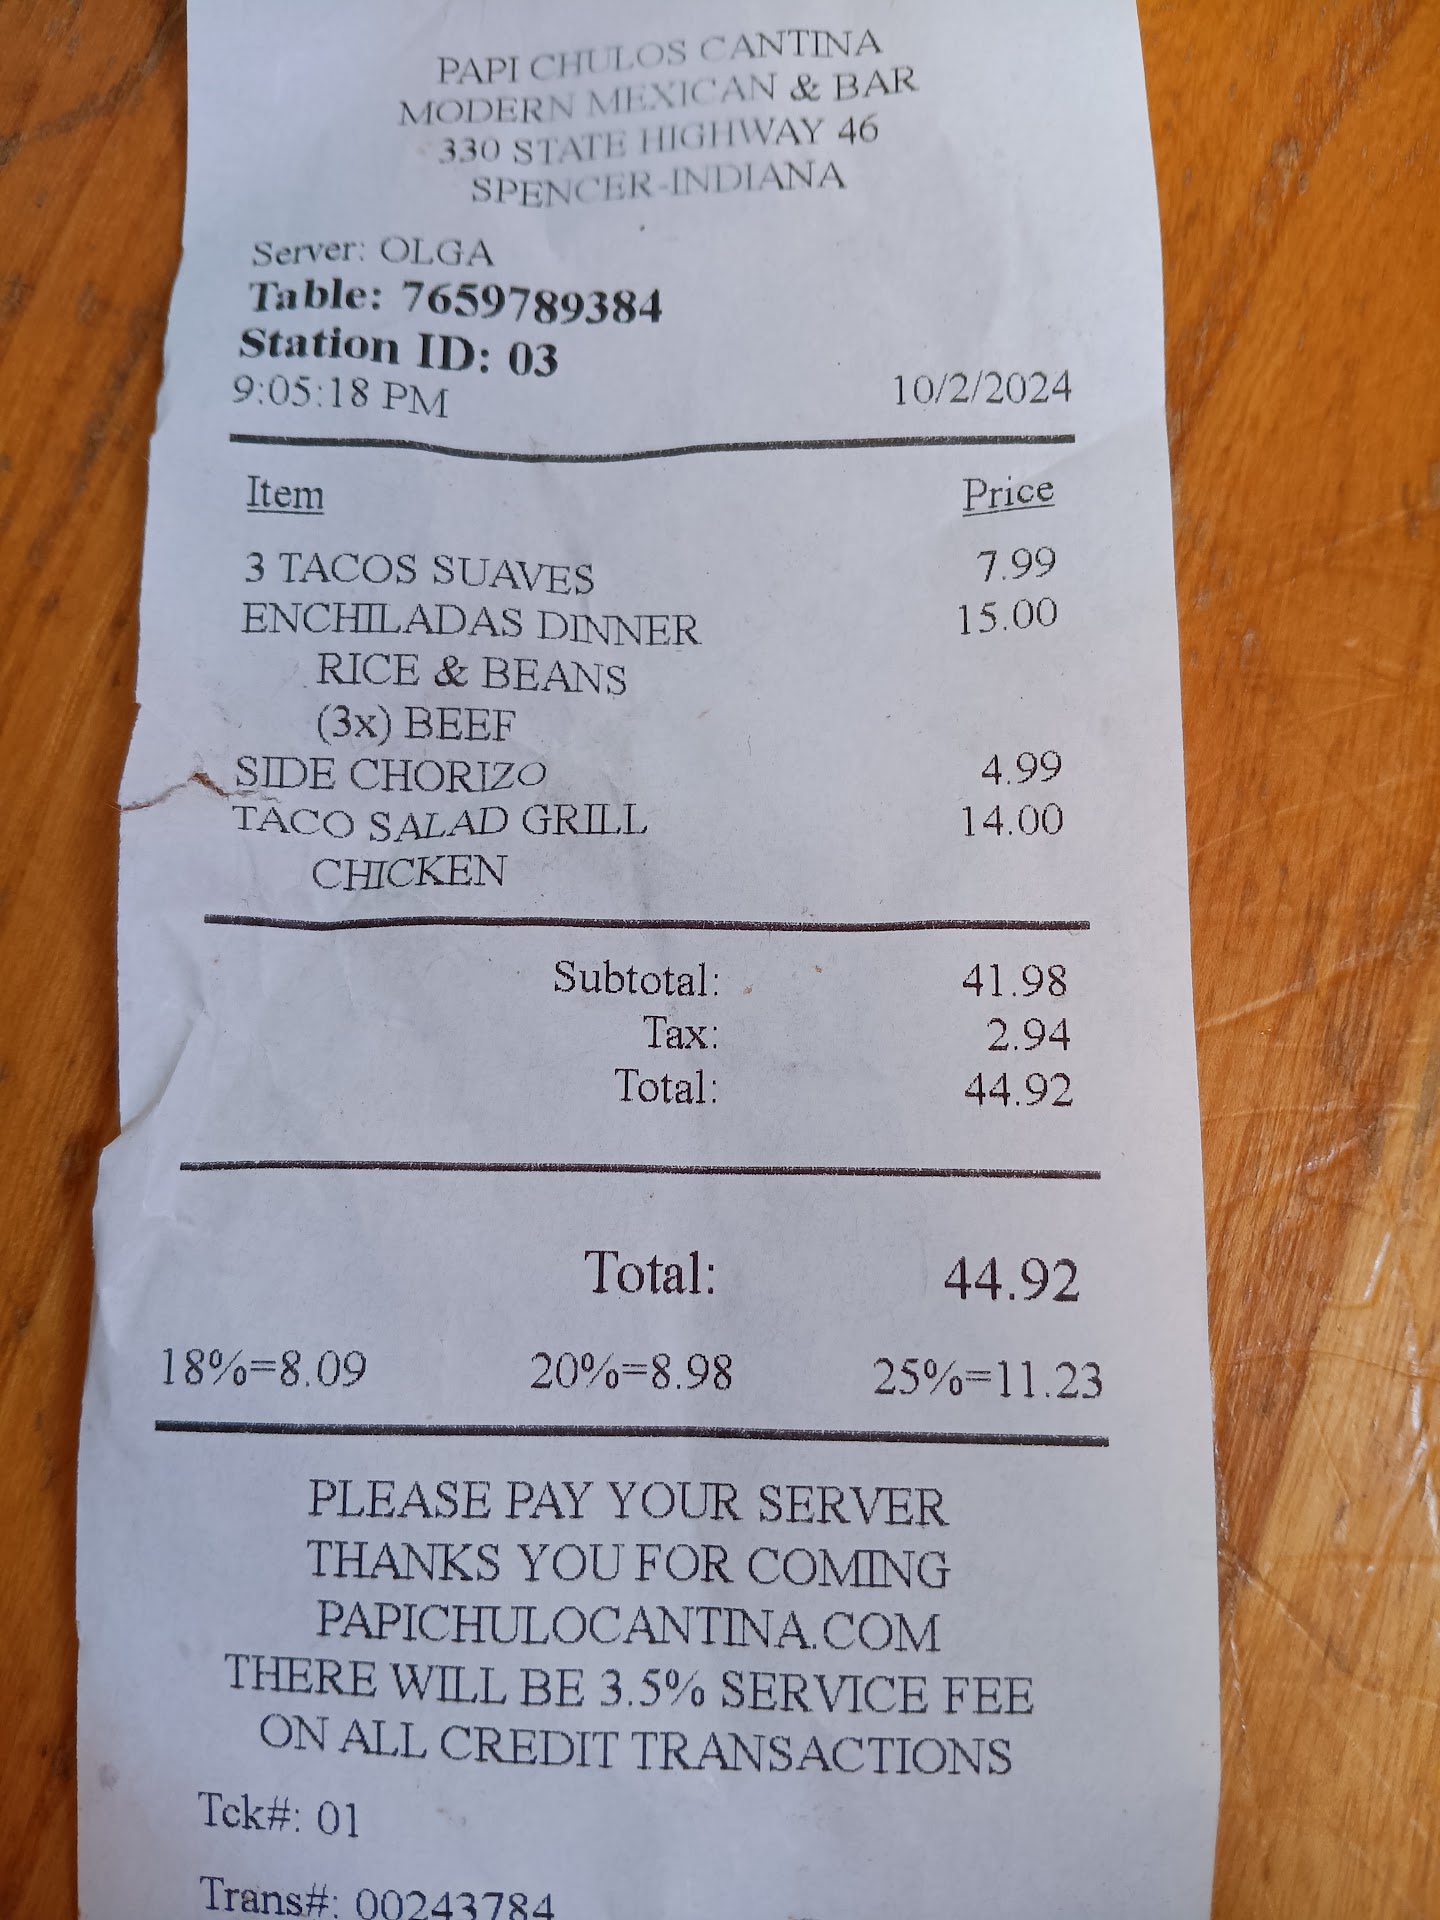 PAPI CHULOS CANTINA
MODERN MEXICAN & BAR
330 STATE HIGHWAY 46
SPENCER-INDIANA
Server: OLGA
Table: 7659789384
Station ID: 03
9:05:18 PM 10/2/2024
Item Price
3 TACOS SUAVES 7.99
ENCHILADAS DINNER 15.00
RICE & BEANS
(3x) BEEF
SIDE CHORIZO 4.99
TACO SALAD GRILL 14.00
CHICKEN
Subtotal: 41.98
Tax: 2.94
Total: 44.92
Total: 44.92
18%=8.09 20%=8.98 25%=11.23
PLEASE PAY YOUR SERVER
THANKS YOU FOR COMING
PAPICHULOCANTINA.COM
THERE WILL BE 3.5% SERVICE FEE
ON ALL CREDIT TRANSACTIONS
Tck#: 01
Trans#: 00243784